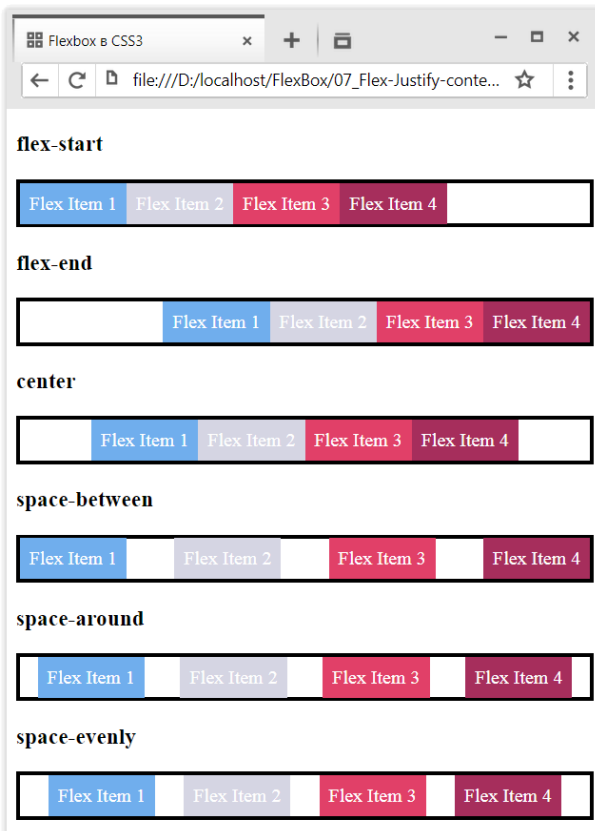 Flexbox в CSS3
file:///D:/localhost/FlexBox/07_Flex-Justify-conte...
flex-start
Flex Item 1 Flex Item 2 Flex Item 3 Flex Item 4
flex-end
Flex Item 1 Flex Item 2 Flex Item 3 Flex Item 4
center
Flex Item 1 Flex Item 2 Flex Item 3 Flex Item 4
space-between
Flex Item 1 Flex Item 2 Flex Item 3 Flex Item 4
space-around
Flex Item 1 Flex Item 2 Flex Item 3 Flex Item 4
space-evenly
Flex Item 1 Flex Item 2 Flex Item 3 Flex Item 4